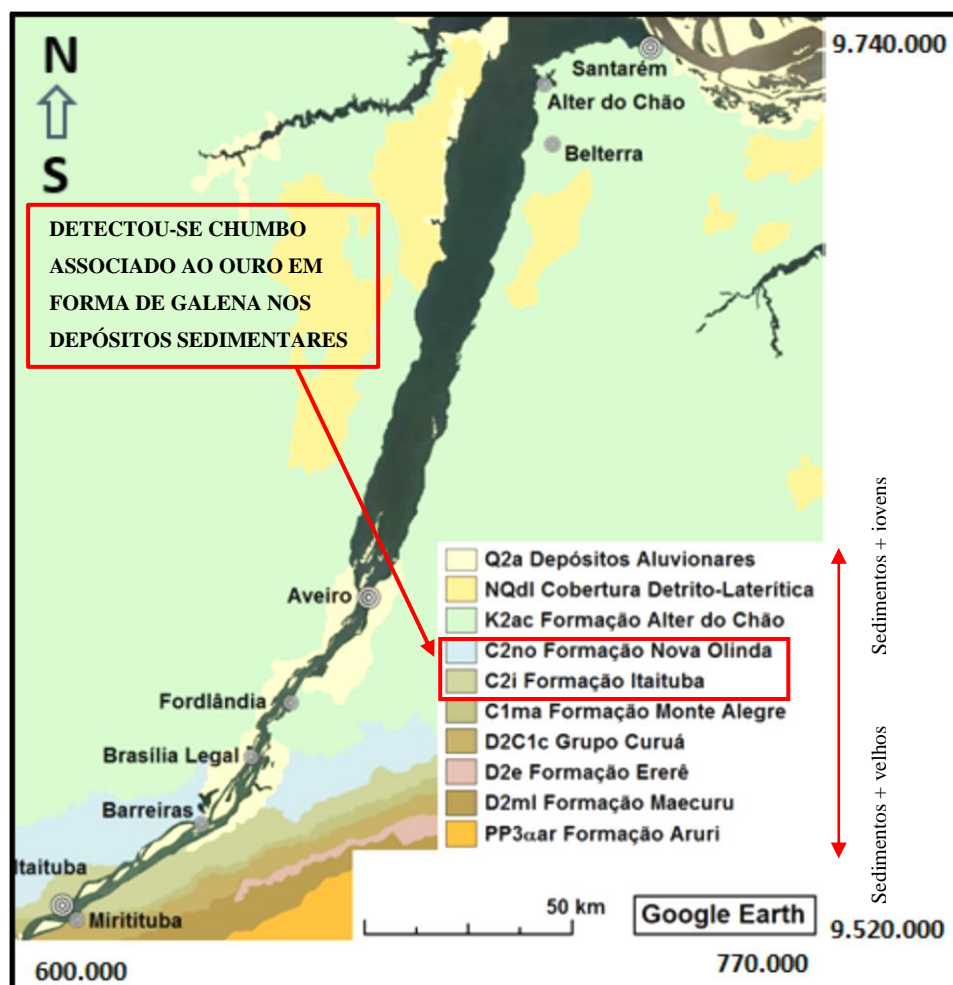 N
S
9.740.000
Santarém
Alter do Chão
Belterra
DETECTOU-SE CHUMBO
ASSOCIADO AO OURO EM
FORMA DE GALENA NOS
DEPÓSITOS SEDIMENTARES
Aveiro
Fordlândia
Brasília Legal
Barreiras
Itaituba
Miritituba
Q2a Depósitos Aluvionares
NQdl Cobertura Detrito-Laterítica
K2ac Formação Alter do Chão
C2no Formação Nova Olinda
C2i Formação Itaituba
C1ma Formação Monte Alegre
D2C1c Grupo Curuá
D2e Formação Ererê
D2ml Formação Maecuru
PP3αar Formação Aruri
Sedimentos + jovens
Sedimentos + velhos
50 km
Google Earth
9.520.000
600.000
770.000